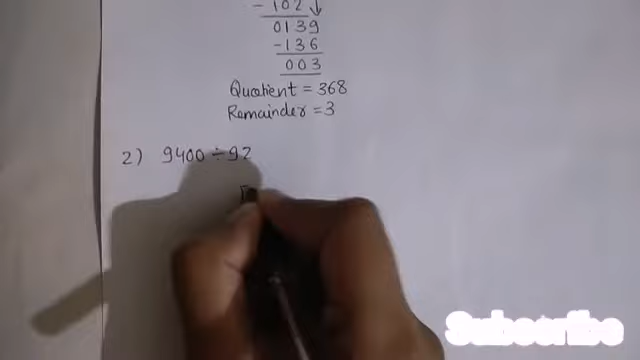 - 102↓
0139
-136
003
Quotient = 368
Remainder = 3
2) 9400 ÷ 92
Subscribe